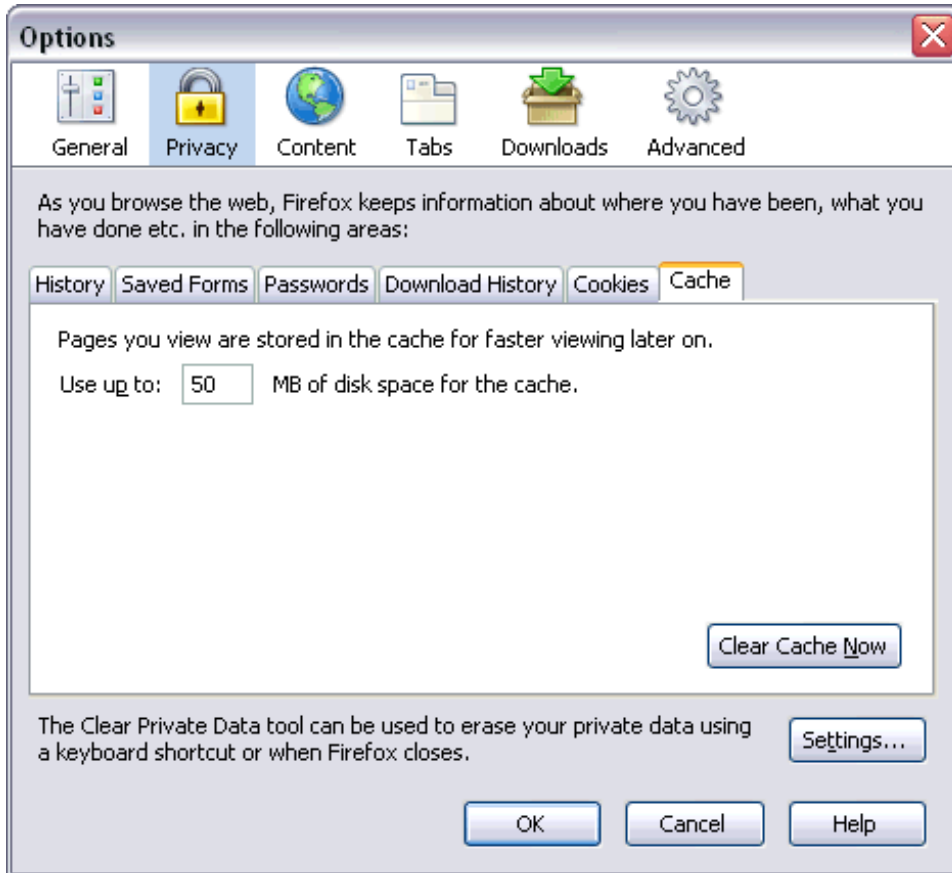 Options
General Privacy Content Tabs Downloads Advanced
As you browse the web, Firefox keeps information about where you have been, what you
have done etc. in the following areas:
History Saved Forms Passwords Download History Cookies Cache
Pages you view are stored in the cache for faster viewing later on.
Use up to: 50 MB of disk space for the cache.
Clear Cache Now
The Clear Private Data tool can be used to erase your private data using
a keyboard shortcut or when Firefox closes.
Settings...
OK Cancel Help